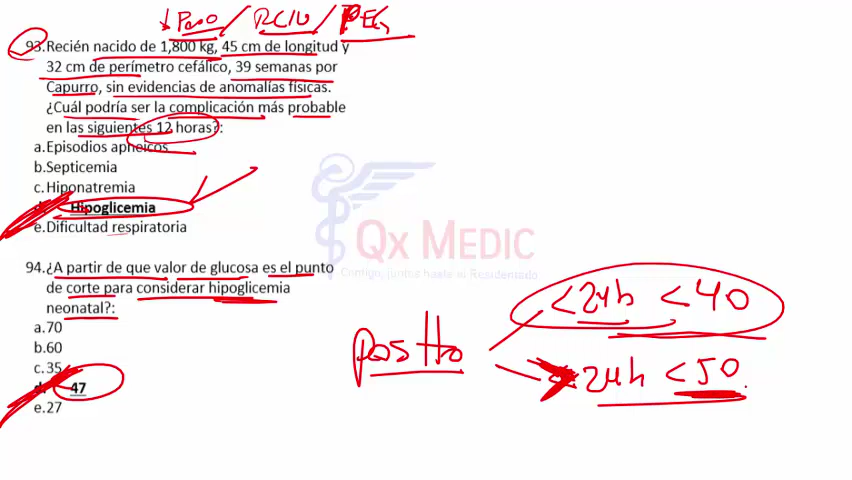 ↓ Peso / RCIU / PEG
93.Recién nacido de 1,800 kg, 45 cm de longitud y
32 cm de perímetro cefálico, 39 semanas por
Capurro, sin evidencias de anomalías físicas.
¿Cuál podría ser la complicación más probable
en las siguientes 12 horas?:
a.Episodios apneicos
b.Septicemia
c.Hiponatremia
Hipoglicemia
e.Dificultad respiratoria
QX MEDIC
Contigo, juntos hasta el Residentado
94.¿A partir de que valor de glucosa es el punto
de corte para considerar hipoglicemia
neonatal?:
a.70
b.60
c.35
47
e.27
<24h <40
24h <50